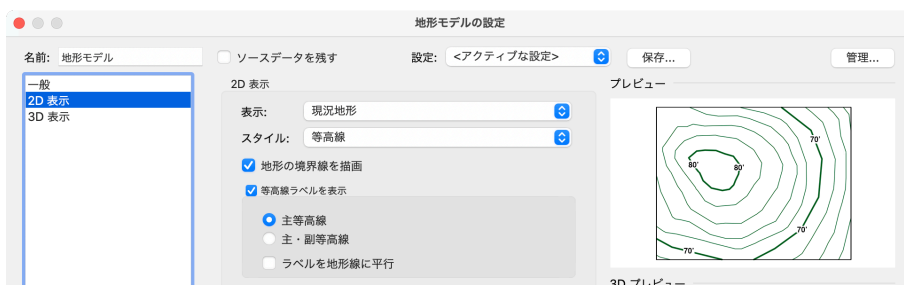 地形モデルの設定
名前: 地形モデル
ソースデータを残す
設定: <アクティブな設定>
保存...
管理...
一般
2D 表示
3D 表示
2D 表示
表示: 現況地形
スタイル: 等高線
地形の境界線を描画
等高線ラベルを表示
主等高線
主・副等高線
ラベルを地形線に平行
プレビュー
70'
80' 80'
70'
70'
3D プレビュー